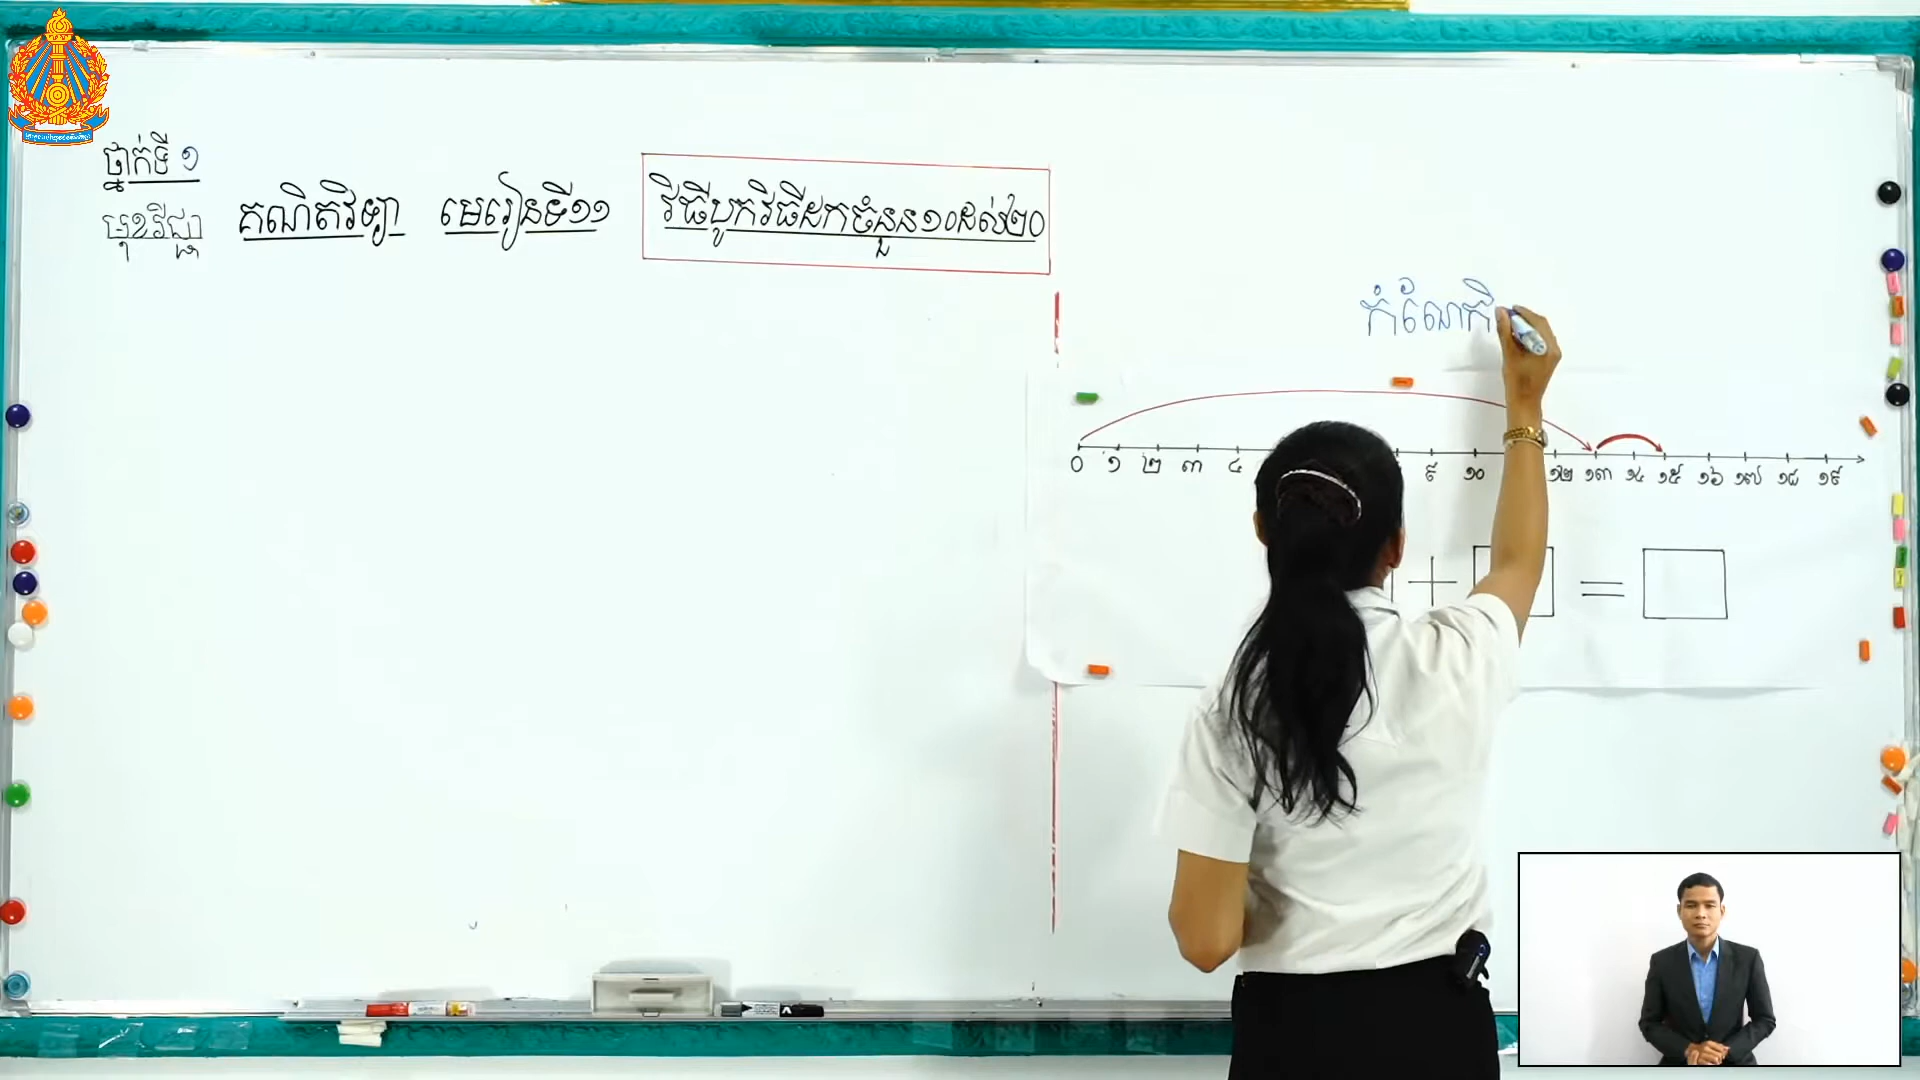 ថ្នាក់ទី ១
មុខវិជ្ជា គណិតវិទ្យា មេរៀនទី១១ វិធីបូកវិធីដកចំនួន១០ដល់២០
កំណែកិ
០ ១ ២ ៣ ៤ ៩ ១០ ១២ ១៣ ១៤ ១៥ ១៦ ១៧ ១៨ ១៩
+ =